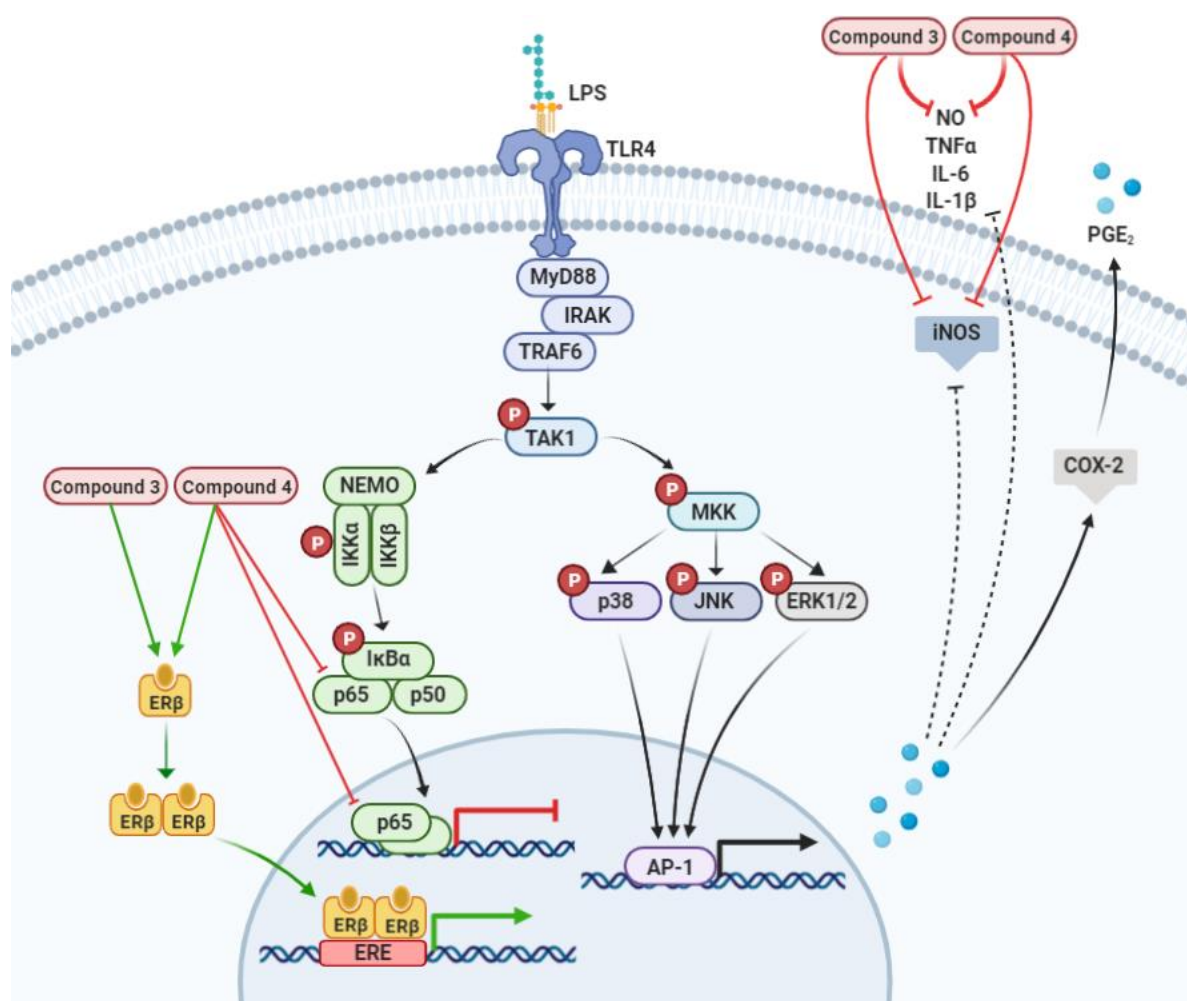 Compound 3
Compound 4
LPS
TLR4
NO
TNFα
IL-6
IL-1β
PGE₂
MyD88
IRAK
TRAF6
iNOS
P
TAK1
COX-2
Compound 3
Compound 4
NEMO
P
IKKα
IKKβ
P
MKK
P
p38
P
JNK
P
ERK1/2
P
IκBα
p65
p50
ERβ
ERβ
ERβ
p65
AP-1
ERβ
ERβ
ERE